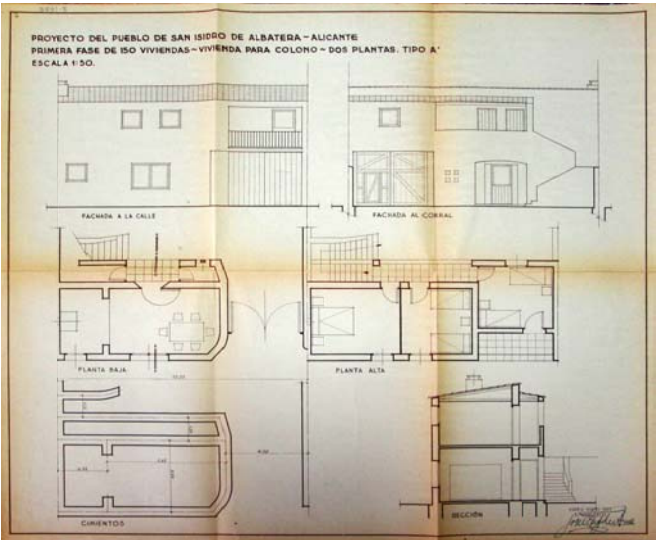 PROYECTO DEL PUEBLO DE SAN ISIDRO DE ALBATERA – ALICANTE
PRIMERA FASE DE 150 VIVIENDAS ~ VIVIENDA PARA COLONO ~ DOS PLANTAS. TIPO A'
ESCALA 1:50.
FACHADA A LA CALLE
FACHADA AL CORRAL
PLANTA BAJA
PLANTA ALTA
CIMIENTOS
SECCIÓN